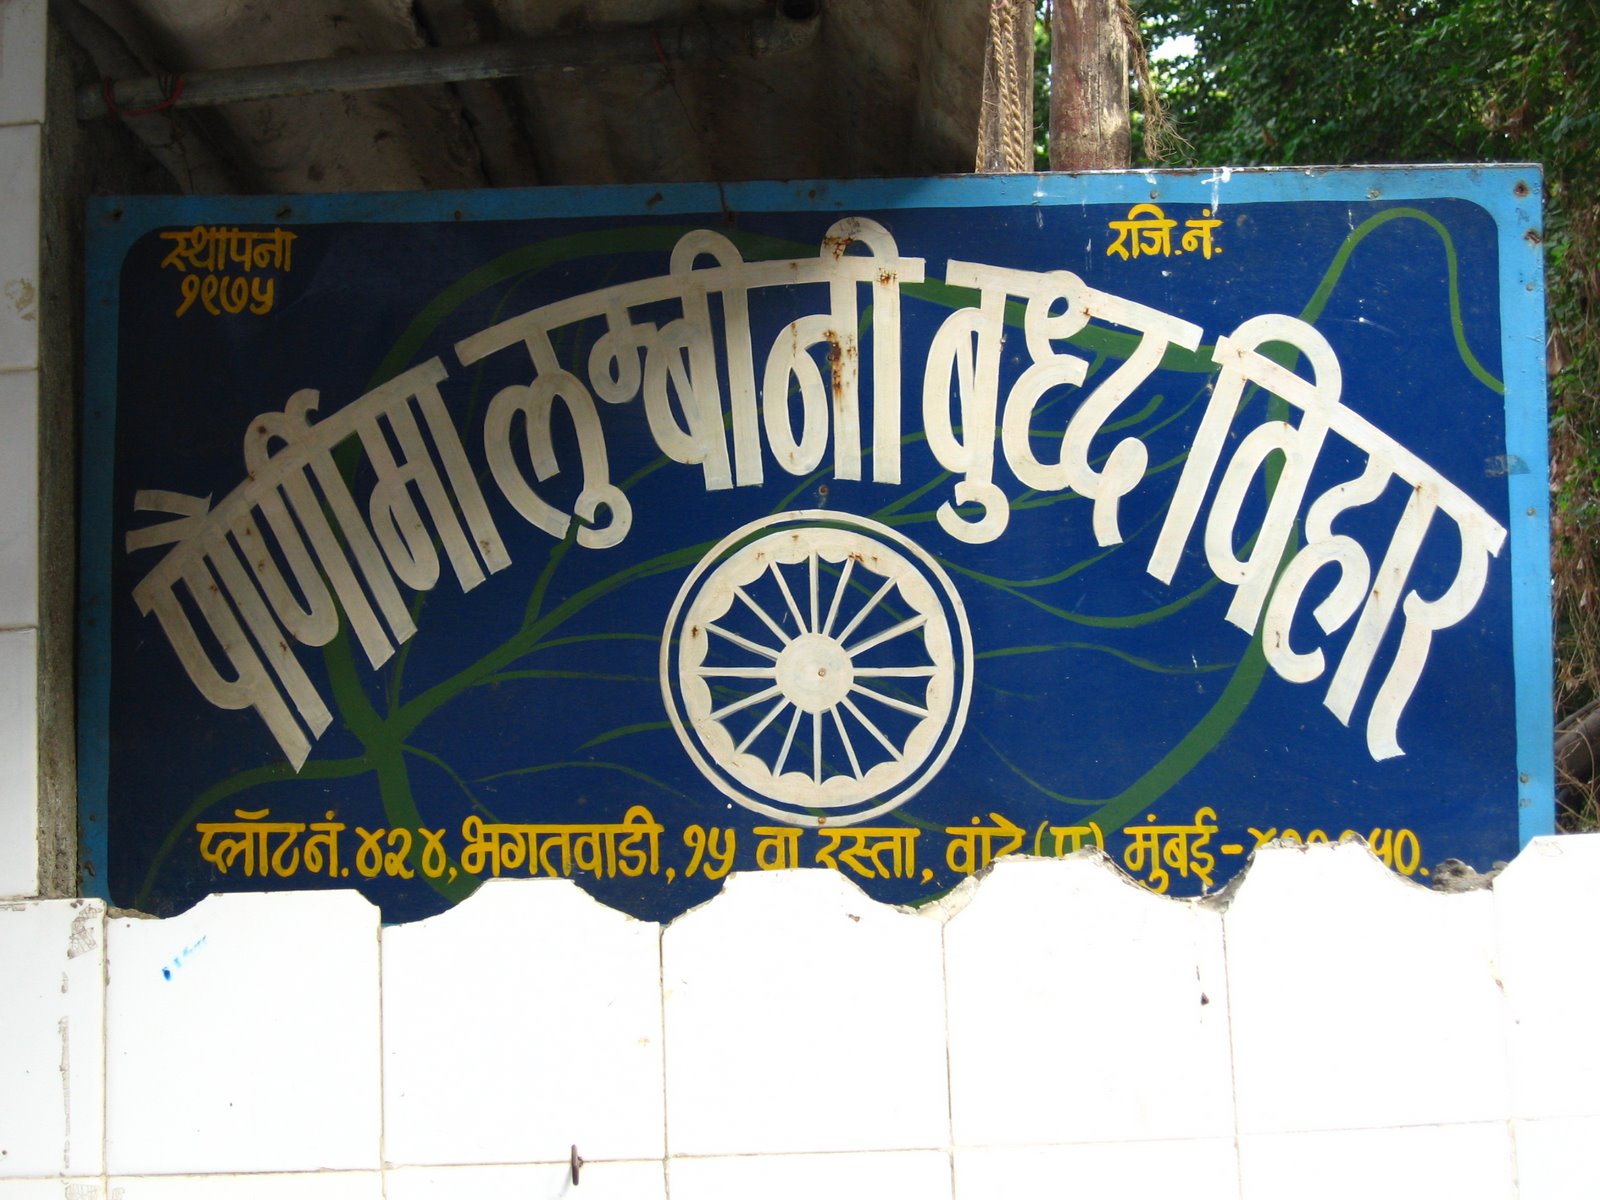 स्थापना
१९७५
रजि. नं.
पौर्णीमा लुम्बीनी बुध्द विहार
प्लॉट नं. ४२४, भगतवाडी, १५ वा रस्ता, वांद्रे (प) मुंबई-